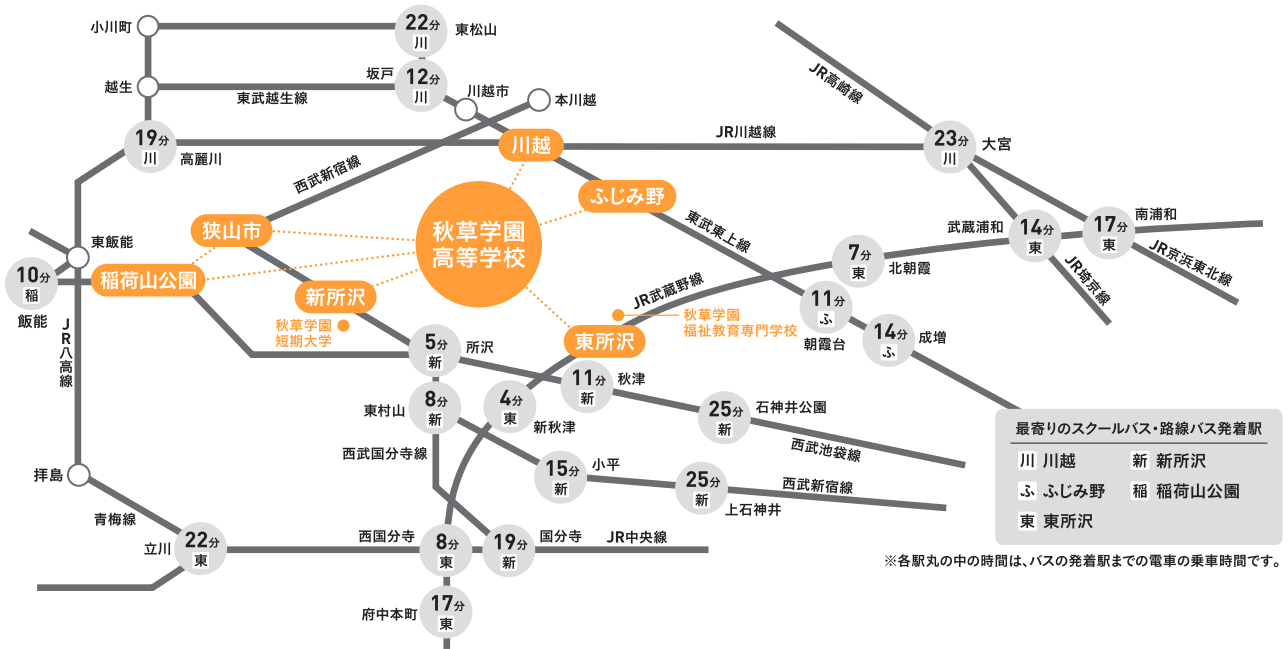 小川町
22分
川
東松山
越生
東武越生線
坂戸
12分
川
川越市
本川越
JR高崎線
19分
川
高麗川
川越
JR川越線
23分
川
大宮
西武新宿線
ふじみ野
狭山市
秋草学園
高等学校
東武東上線
武蔵浦和
14分
東
17分
東
南浦和
東飯能
10分
稲
飯能
稲荷山公園
新所沢
7分
東
北朝霞
JR京浜東北線
JR埼京線
JR武蔵野線
秋草学園
短期大学
秋草学園
福祉教育専門学校
東所沢
11分
ふ
朝霞台
14分
ふ
成増
JR八高線
5分
新
所沢
11分
新
秋津
東村山
8分
新
4分
東
新秋津
25分
新
石神井公園
西武池袋線
西武国分寺線
15分
新
小平
25分
新
上石神井
西武新宿線
拝島
青梅線
立川
22分
東
西国分寺
8分
東
19分
新
国分寺
JR中央線
府中本町
17分
東
最寄りのスクールバス・路線バス発着駅
川 川越
新 新所沢
ふ ふじみ野
稲 稲荷山公園
東 東所沢
※各駅丸の中の時間は、バスの発着駅までの電車の乗車時間です。